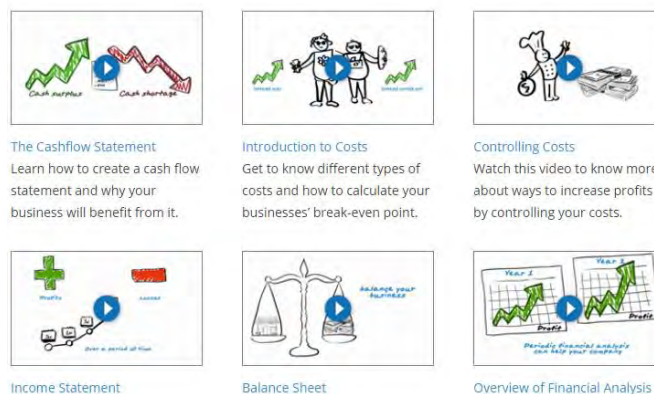 Cash surplus
Cash shortage
The Cashflow Statement
Learn how to create a cash flow
statement and why your
business will benefit from it.
Introduction to Costs
Get to know different types of
costs and how to calculate your
businesses' break-even point.
Controlling Costs
Watch this video to know more
about ways to increase profits
by controlling your costs.
Profits
Losses
Over a period of time
Income Statement
balance your
business
Balance Sheet
Year 1
Year 2
Profit
Profit
Periodic financial analysis
can help your company
Overview of Financial Analysis